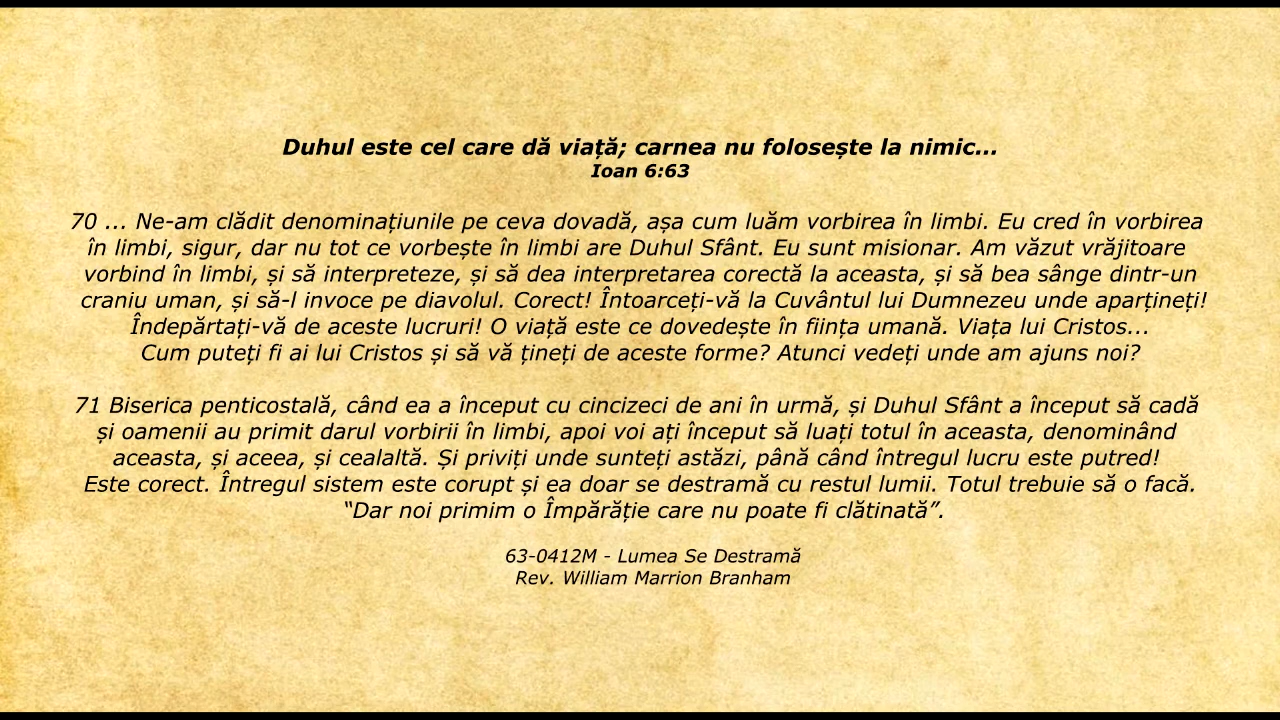 Duhul este cel care dă viață; carnea nu folosește la nimic...
Ioan 6:63
70 ... Ne-am clădit denominațiunile pe ceva dovadă, așa cum luăm vorbirea în limbi. Eu cred în vorbirea
în limbi, sigur, dar nu tot ce vorbește în limbi are Duhul Sfânt. Eu sunt misionar. Am văzut vrăjitoare
vorbind în limbi, și să interpreteze, și să dea interpretarea corectă la aceasta, și să bea sânge dintr-un
craniu uman, și să-l invoce pe diavolul. Corect! Întoarceți-vă la Cuvântul lui Dumnezeu unde aparțineți!
Îndepărtați-vă de aceste lucruri! O viață este ce dovedește în ființa umană. Viața lui Cristos...
Cum puteți fi ai lui Cristos și să vă țineți de aceste forme? Atunci vedeți unde am ajuns noi?
71 Biserica penticostală, când ea a început cu cincizeci de ani în urmă, și Duhul Sfânt a început să cadă
și oamenii au primit darul vorbirii în limbi, apoi voi ați început să luați totul în aceasta, denominând
aceasta, și aceea, și cealaltă. Și priviți unde sunteți astăzi, până când întregul lucru este putred!
Este corect. Întregul sistem este corupt și ea doar se destramă cu restul lumii. Totul trebuie să o facă.
“Dar noi primim o Împărăție care nu poate fi clătinată”.
63-0412M - Lumea Se Destramă
Rev. William Marrion Branham